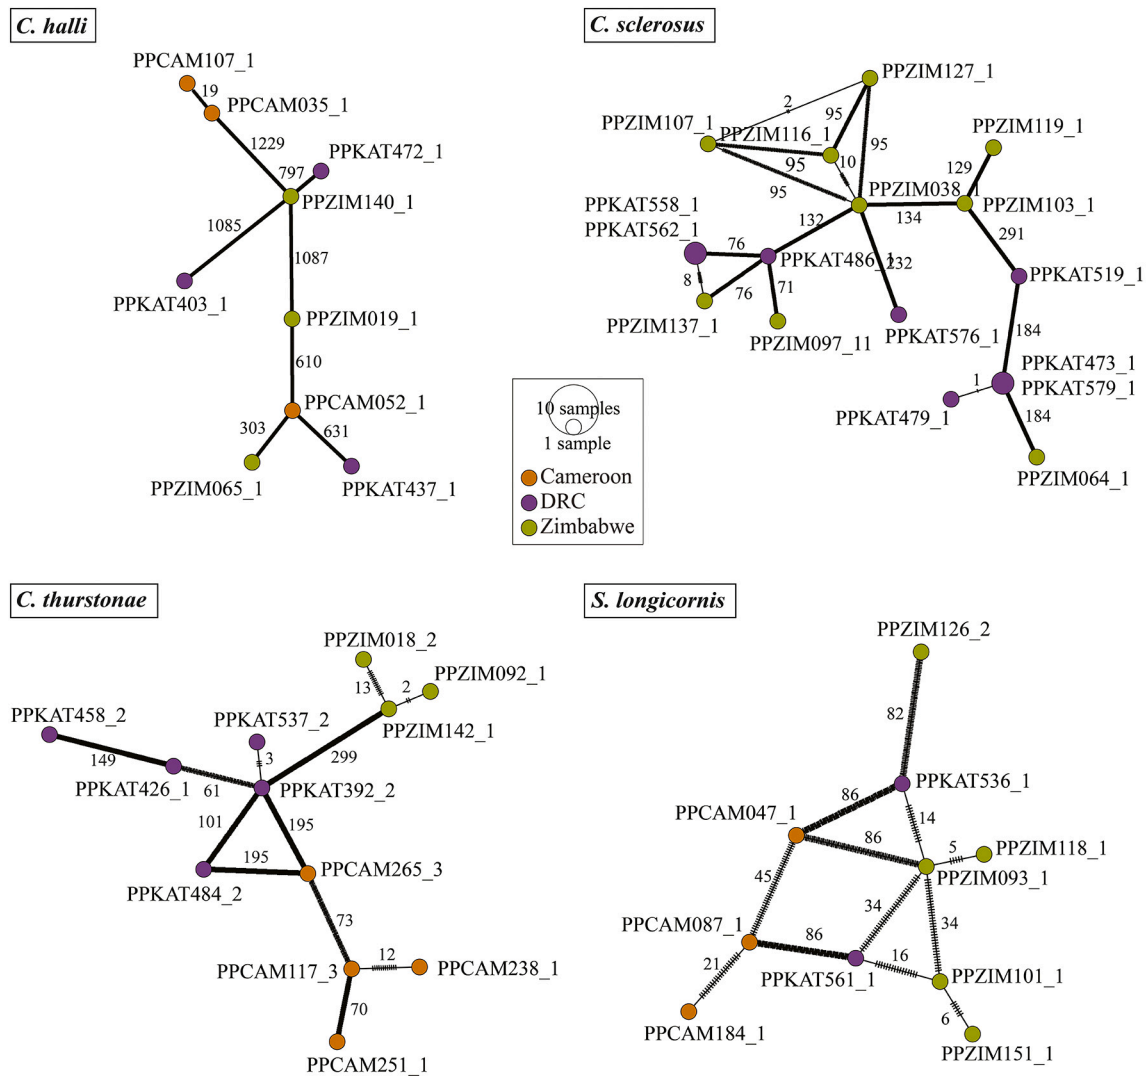 C. halli
PPCAM107_1
19
PPCAM035_1
1229
797
PPKAT472_1
PPZIM140_1
1085
1087
PPKAT403_1
PPZIM019_1
610
PPCAM052_1
303
631
PPZIM065_1
PPKAT437_1
C. sclerosus
PPZIM127_1
2
PPZIM107_1
PPZIM116_1
95
95
10
95
95
PPZIM119_1
129
PPZIM038_1
134
PPZIM103_1
PPKAT558_1
PPKAT562_1
132
76
PPKAT486_1
232
291
PPKAT519_1
8
76
71
PPZIM137_1
PPZIM097_11
PPKAT576_1
184
PPKAT473_1
PPKAT579_1
1
PPKAT479_1
184
PPZIM064_1
10 samples
1 sample
Cameroon
DRC
Zimbabwe
C. thurstonae
PPZIM018_2
13
2
PPZIM092_1
PPZIM142_1
PPKAT458_2
149
PPKAT426_1
61
PPKAT537_2
3
299
PPKAT392_2
101
195
195
PPKAT484_2
PPCAM265_3
73
PPCAM117_3
12
PPCAM238_1
70
PPCAM251_1
S. longicornis
PPZIM126_2
82
PPKAT536_1
86
PPCAM047_1
14
86
5
PPZIM118_1
PPZIM093_1
45
34
34
PPCAM087_1
86
PPKAT561_1
16
PPZIM101_1
21
PPCAM184_1
6
PPZIM151_1